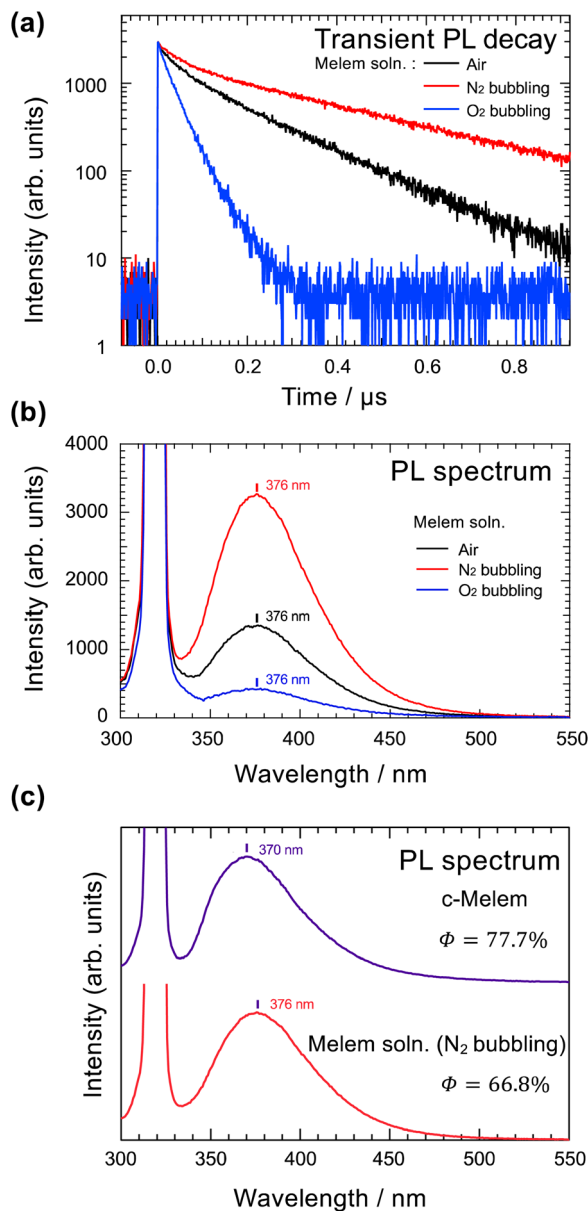 (a)
Transient PL decay
Melem soln. :
Air
N2 bubbling
O2 bubbling
1000
100
10
1
Intensity (arb. units)
0.0
0.2
0.4
0.6
0.8
Time / µs
(b)
4000
3000
2000
1000
0
Intensity (arb. units)
PL spectrum
376 nm
376 nm
376 nm
Melem soln.
Air
N2 bubbling
O2 bubbling
300
350
400
450
500
550
Wavelength / nm
(c)
Intensity (arb. units)
370 nm
PL spectrum
c-Melem
Φ = 77.7%
376 nm
Melem soln. (N2 bubbling)
Φ = 66.8%
300
350
400
450
500
550
Wavelength / nm